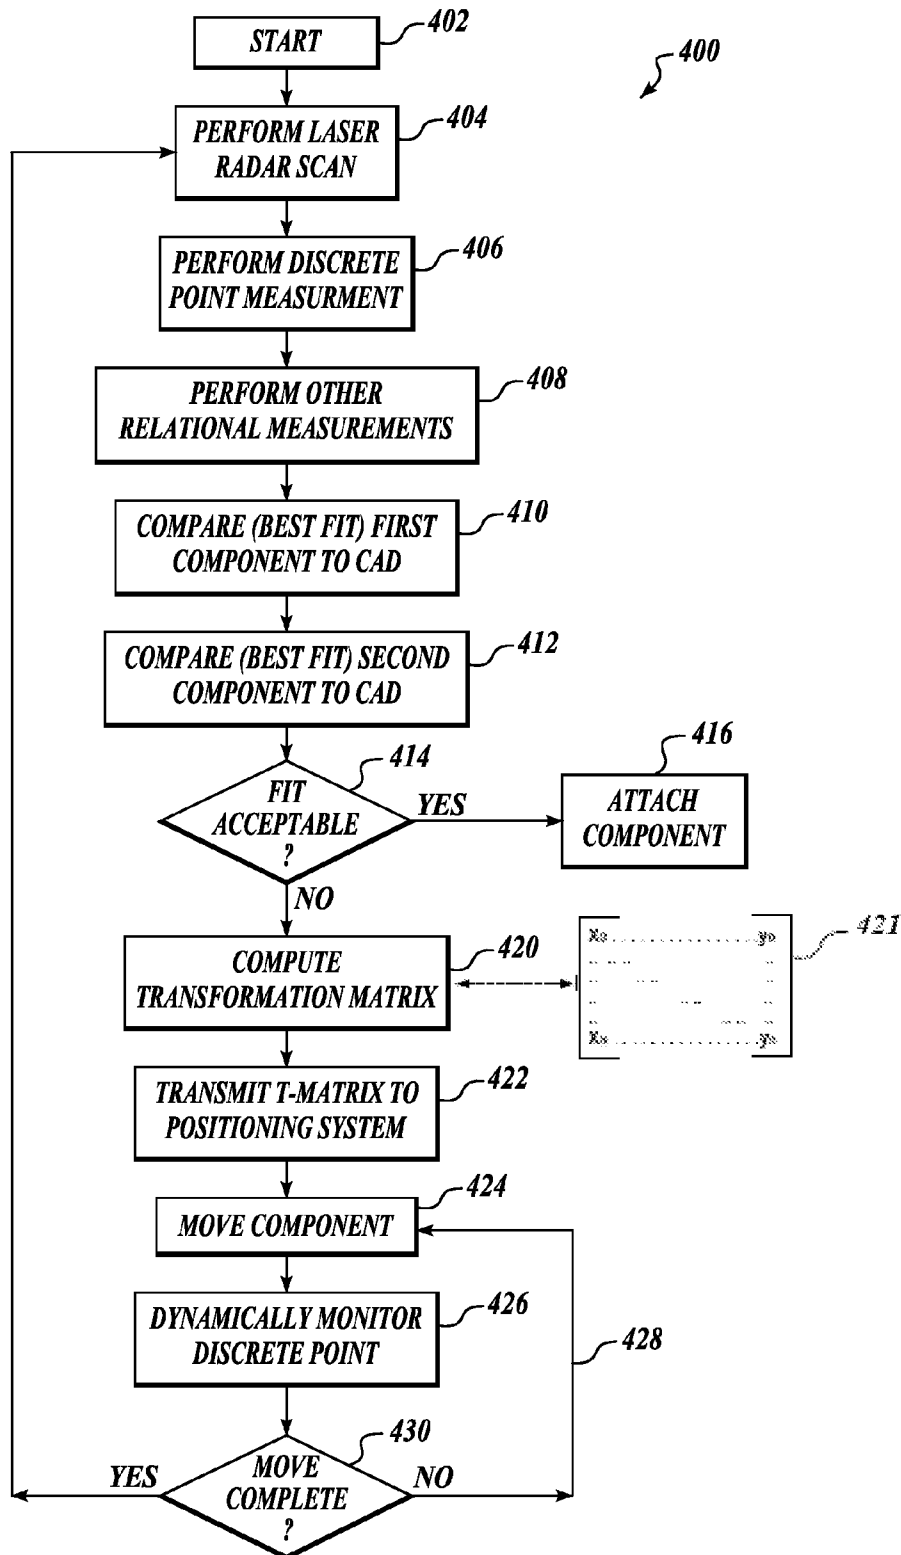 START
402
400
PERFORM LASER
RADAR SCAN
404
PERFORM DISCRETE
POINT MEASURMENT
406
PERFORM OTHER
RELATIONAL MEASUREMENTS
408
COMPARE (BEST FIT) FIRST
COMPONENT TO CAD
410
COMPARE (BEST FIT) SECOND
COMPONENT TO CAD
412
FIT
ACCEPTABLE
?
414
YES
ATTACH
COMPONENT
416
NO
COMPUTE
TRANSFORMATION MATRIX
420
421
TRANSMIT T-MATRIX TO
POSITIONING SYSTEM
422
MOVE COMPONENT
424
DYNAMICALLY MONITOR
DISCRETE POINT
426
428
MOVE
COMPLETE
?
430
YES
NO